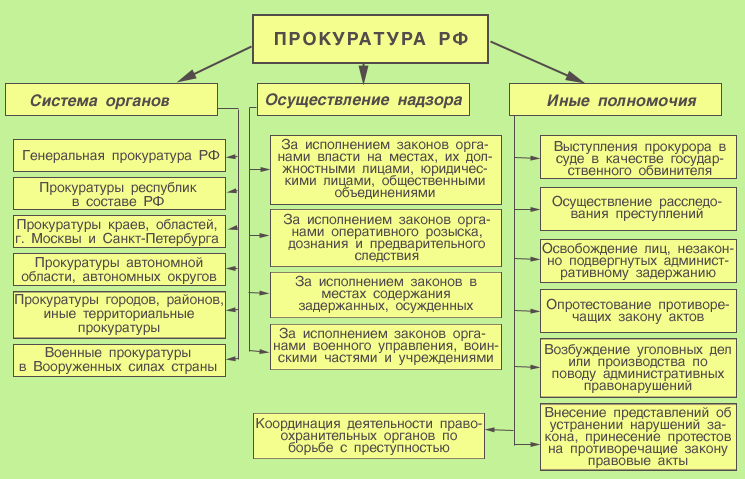 ПРОКУРАТУРА РФ
Система органов
Генеральная прокуратура РФ
Прокуратуры республик
в составе РФ
Прокуратуры краев, областей,
г. Москвы и Санкт-Петербурга
Прокуратуры автономной
области, автономных округов
Прокуратуры городов, районов,
иные территориальные
прокуратуры
Военные прокуратуры
в Вооруженных силах страны
Осуществление надзора
За исполнением законов орга-
нами власти на местах, их дол-
жностными лицами, юридичес-
кими лицами, общественными
объединениями
За исполнением законов орга-
нами оперативного розыска,
дознания и предварительного
следствия
За исполнением законов в
местах содержания
задержанных, осужденных
За исполнением законов орга-
нами военного управления, воин-
скими частями и учреждениями
Иные полномочия
Выступления прокурора в
суде в качестве государ-
ственного обвинителя
Осуществление расследо-
вания преступлений
Освобождение лиц, незакон-
но подвергнутых админист-
ративному задержанию
Опротестование противоре-
чащих закону актов
Возбуждение уголовных дел
или производства по
поводу административных
правонарушений
Внесение представлений об
устранении нарушений за-
кона, принесение протестов
на противоречащие закону
правовые акты
Координация деятельности право-
охранительных органов по
борьбе с преступностью